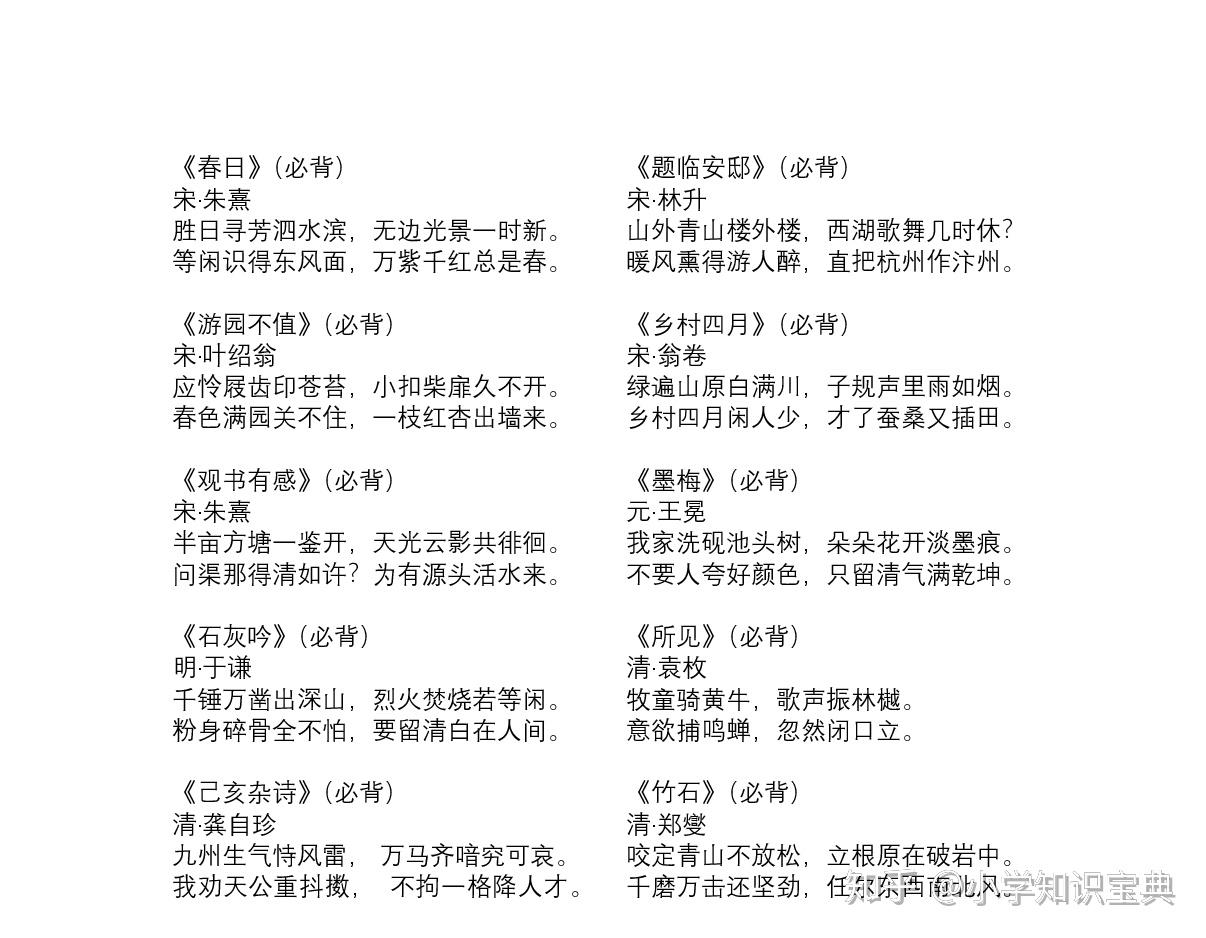 《春日》（必背）
宋·朱熹
胜日寻芳泗水滨，无边光景一时新。
等闲识得东风面，万紫千红总是春。
《游园不值》（必背）
宋·叶绍翁
应怜屐齿印苍苔，小扣柴扉久不开。
春色满园关不住，一枝红杏出墙来。
《观书有感》（必背）
宋·朱熹
半亩方塘一鉴开，天光云影共徘徊。
问渠那得清如许？为有源头活水来。
《石灰吟》（必背）
明·于谦
千锤万凿出深山，烈火焚烧若等闲。
粉身碎骨全不怕，要留清白在人间。
《己亥杂诗》（必背）
清·龚自珍
九州生气恃风雷， 万马齐喑究可哀。
我劝天公重抖擞， 不拘一格降人才。
《题临安邸》（必背）
宋·林升
山外青山楼外楼，西湖歌舞几时休？
暖风熏得游人醉，直把杭州作汴州。
《乡村四月》（必背）
宋·翁卷
绿遍山原白满川，子规声里雨如烟。
乡村四月闲人少，才了蚕桑又插田。
《墨梅》（必背）
元·王冕
我家洗砚池头树，朵朵花开淡墨痕。
不要人夸好颜色，只留清气满乾坤。
《所见》（必背）
清·袁枚
牧童骑黄牛，歌声振林樾。
意欲捕鸣蝉，忽然闭口立。
《竹石》（必背）
清·郑燮
咬定青山不放松，立根原在破岩中。
千磨万击还坚劲，任尔东西南北风。
知乎 @小学知识宝典